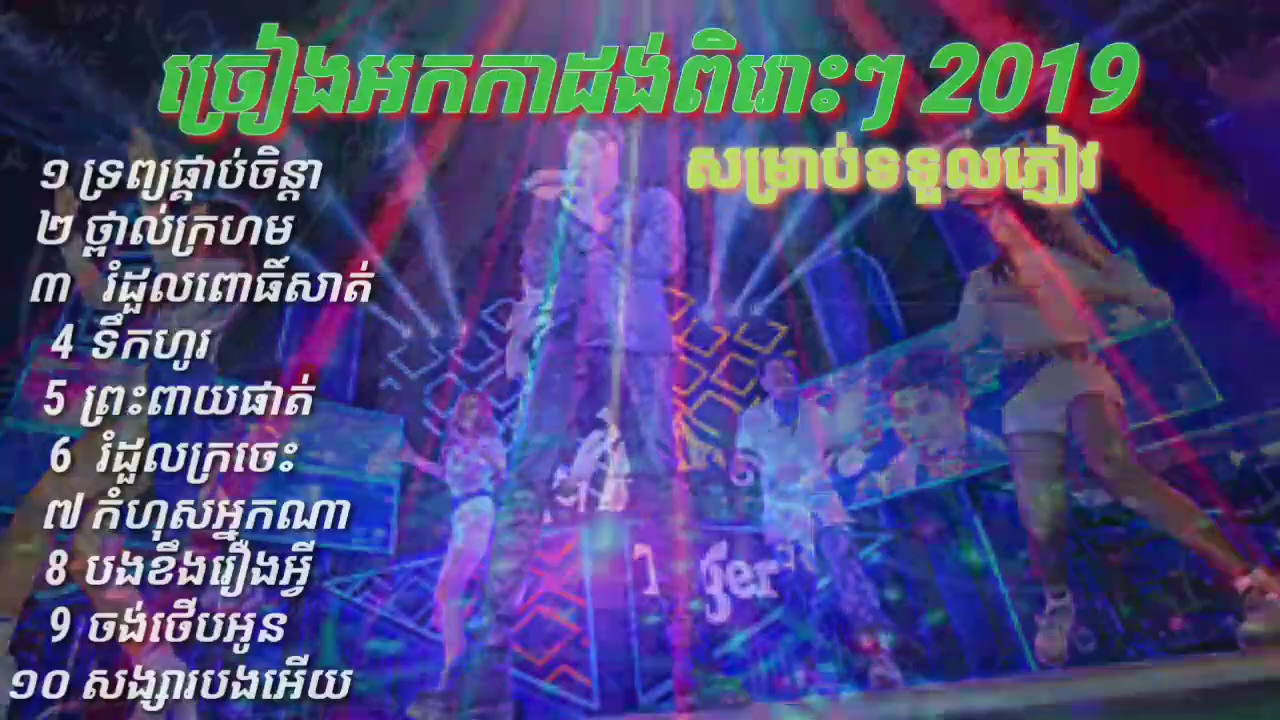 ច្រៀងអកកាដង់ពិរោះៗ 2019
សម្រាប់ទទួលភ្ញៀវ
១ ទ្រព្យផ្គាប់ចិន្តា
២ ថ្ពាល់ក្រហម
៣ រំដួលពោធិ៍សាត់
4 ទឹកហូរ
5 ព្រះពាយផាត់
6 រំដួលក្រចេះ
៧ កំហុសអ្នកណា
8 បងខឹងរឿងអ្វី
9 ចង់ថើបអូន
១០ សង្សារបងអើយ